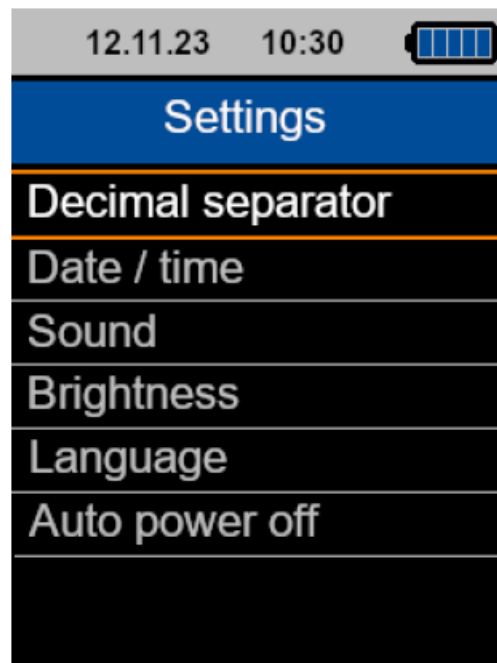 12.11.23 10:30
Settings
Decimal separator
Date / time
Sound
Brightness
Language
Auto power off